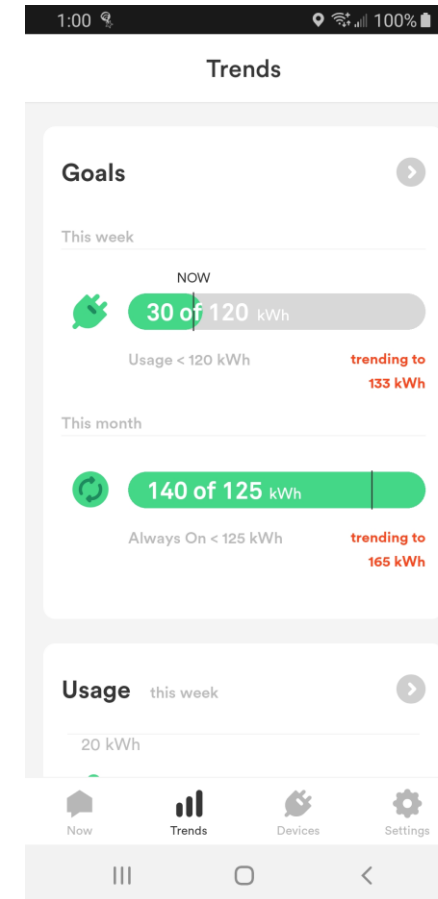 1:00 100%
Trends
Goals
This week
NOW
30 of 120 kWh
Usage < 120 kWh
trending to
133 kWh
This month
140 of 125 kWh
Always On < 125 kWh
trending to
165 kWh
Usage this week
20 kWh
Now Trends Devices Settings